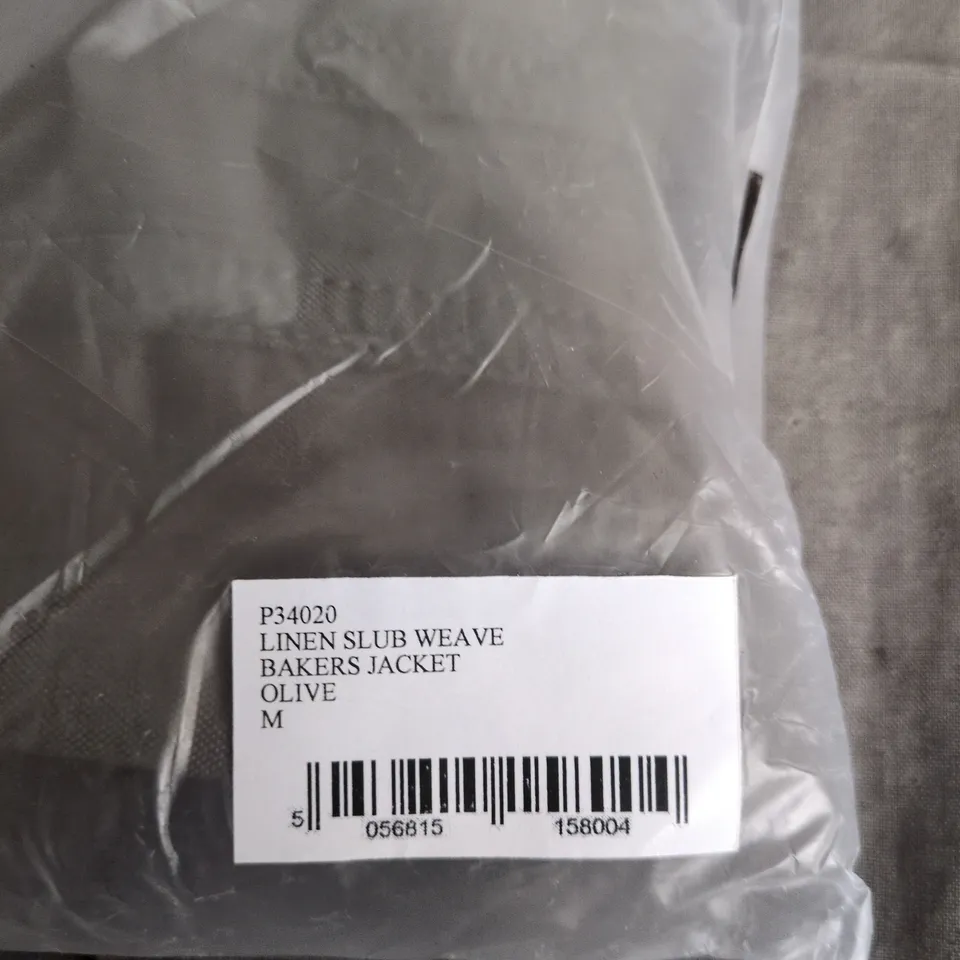 P34020
LINEN SLUB WEAVE
BAKERS JACKET
OLIVE
M
5 056815 158004